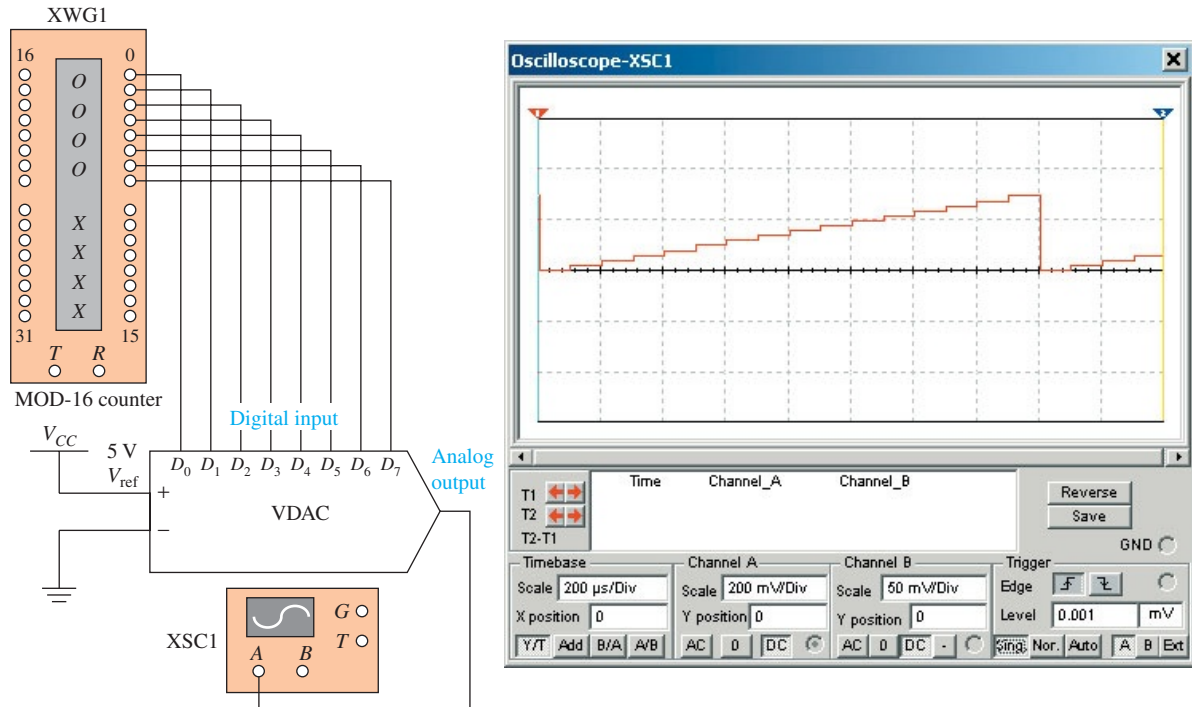 XWG1
16 0
O
O
O
O
X
X
X
X
31 15
T R
MOD-16 counter
Digital input
V_CC
5 V
V_ref
D_0 D_1 D_2 D_3 D_4 D_5 D_6 D_7
Analog
output
+
VDAC
−
XSC1
G
T
A B
Oscilloscope-XSC1
1 2
T1
T2
T2-T1
Time Channel_A Channel_B
Reverse
Save
GND
Timebase
Scale 200 µs/Div
X position 0
Y/T Add B/A A/B
Channel A
Scale 200 mV/Div
Y position 0
AC 0 DC
Channel B
Scale 50 mV/Div
Y position 0
AC 0 DC -
Trigger
Edge
Level 0.001 mV
Sing. Nor. Auto A B Ext